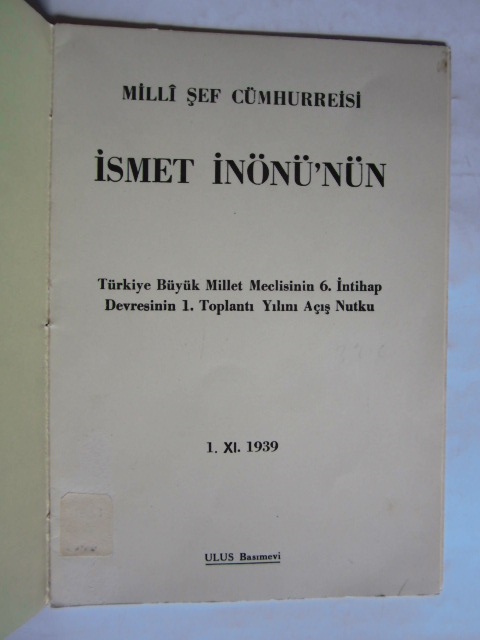 MİLLÎ ŞEF CÜMHURREİSİ
İSMET İNÖNÜ'NÜN
Türkiye Büyük Millet Meclisinin 6. İntihap
Devresinin 1. Toplantı Yılını Açış Nutku
1. XI. 1939
ULUS Basımevi